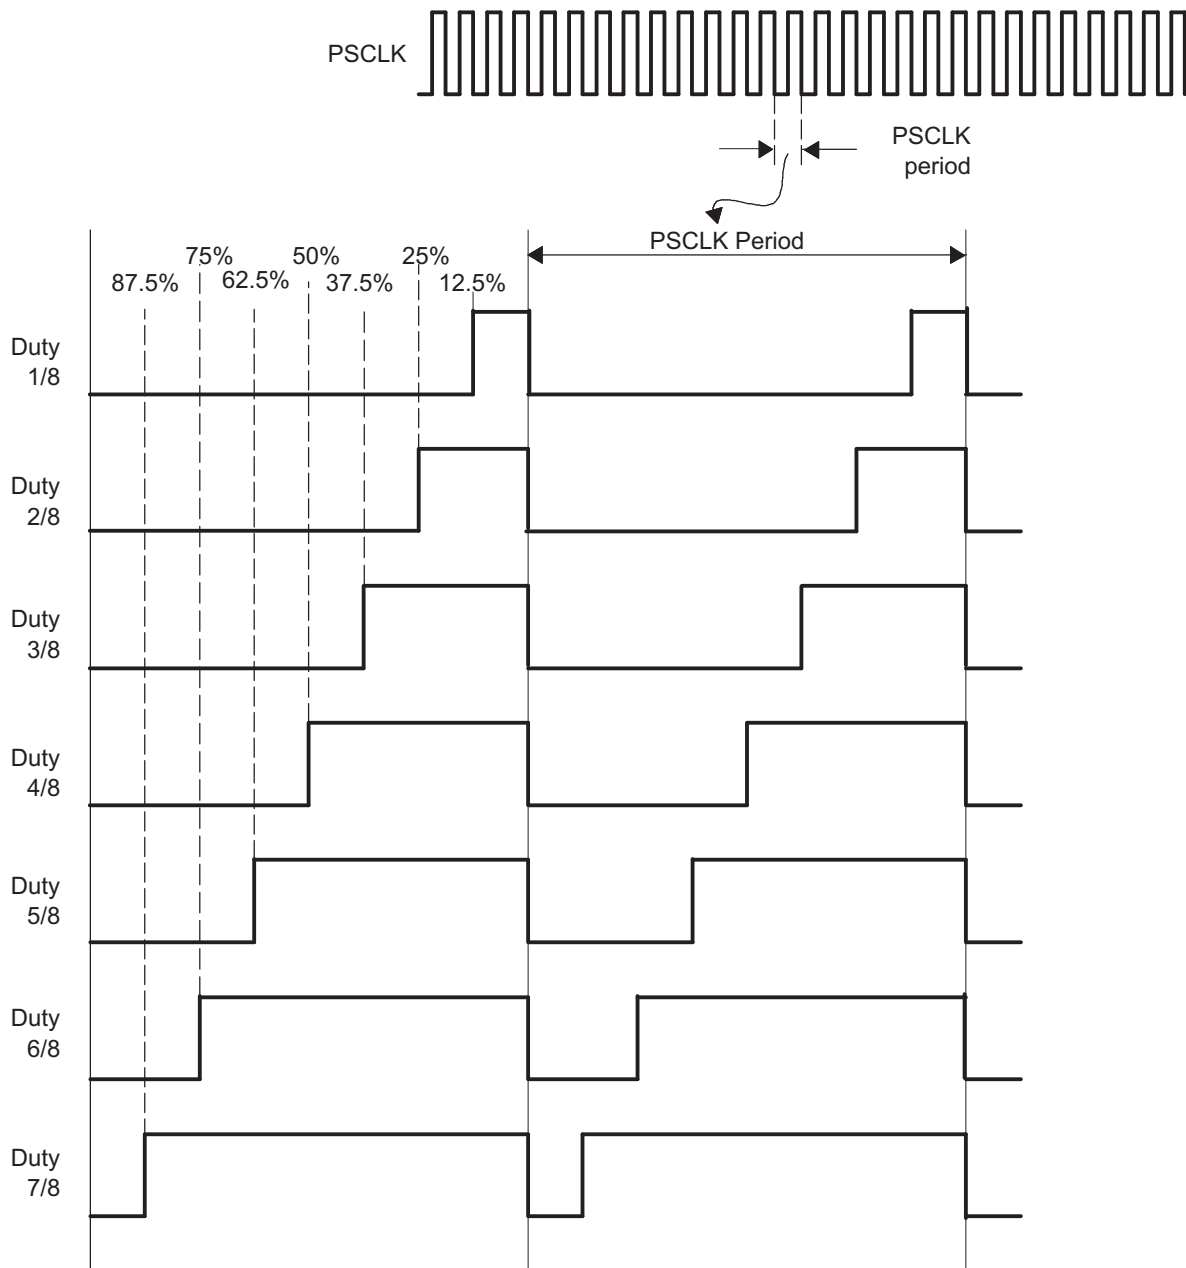 PSCLK
PSCLK
period
PSCLK Period
75%
50%
25%
87.5%
62.5%
37.5%
12.5%
Duty
1/8
Duty
2/8
Duty
3/8
Duty
4/8
Duty
5/8
Duty
6/8
Duty
7/8